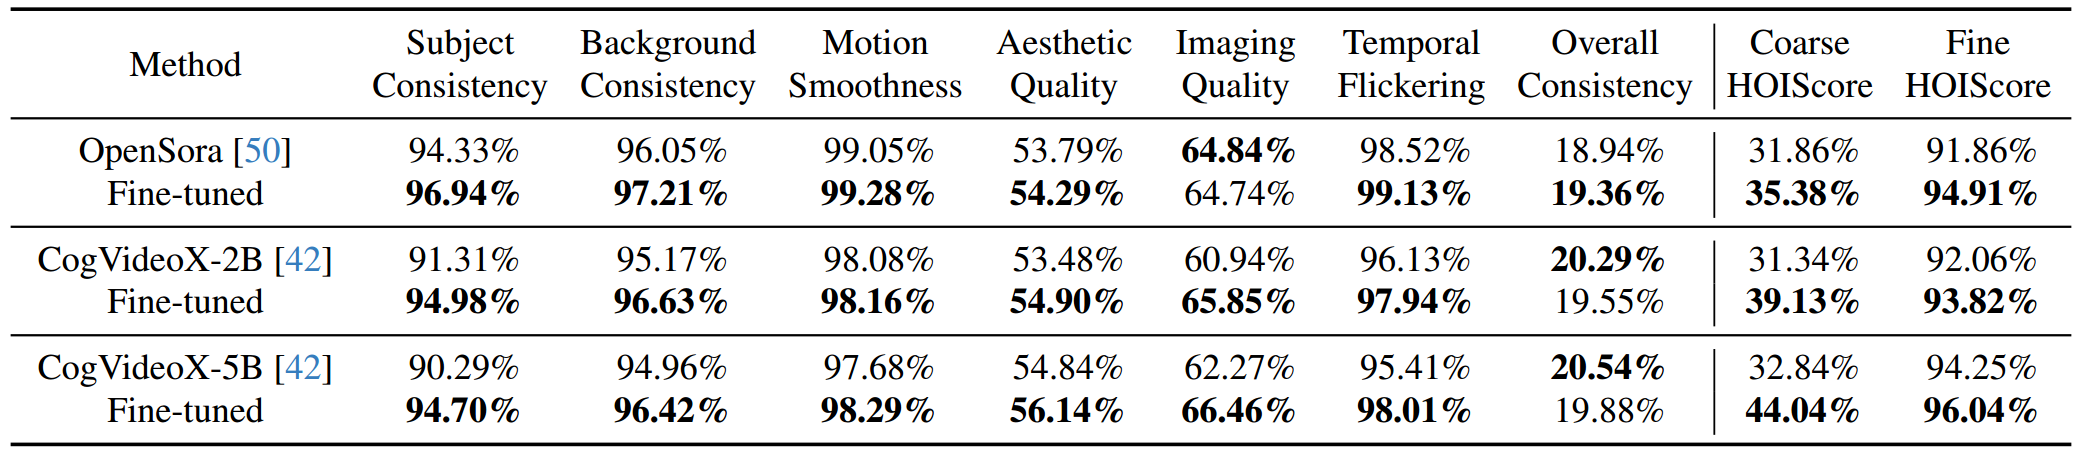 Method Subject Consistency Background Consistency Motion Smoothness Aesthetic Quality Imaging Quality Temporal Flickering Overall Consistency Coarse HOIScore Fine HOIScore
OpenSora [50] 94.33% 96.05% 99.05% 53.79% 64.84% 98.52% 18.94% 31.86% 91.86%
Fine-tuned 96.94% 97.21% 99.28% 54.29% 64.74% 99.13% 19.36% 35.38% 94.91%
CogVideoX-2B [42] 91.31% 95.17% 98.08% 53.48% 60.94% 96.13% 20.29% 31.34% 92.06%
Fine-tuned 94.98% 96.63% 98.16% 54.90% 65.85% 97.94% 19.55% 39.13% 93.82%
CogVideoX-5B [42] 90.29% 94.96% 97.68% 54.84% 62.27% 95.41% 20.54% 32.84% 94.25%
Fine-tuned 94.70% 96.42% 98.29% 56.14% 66.46% 98.01% 19.88% 44.04% 96.04%